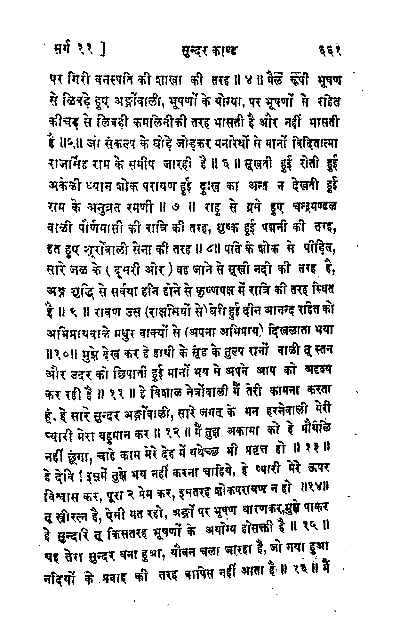 सर्ग २१ ] सुन्दर काण्ड ६६१
पर गिरी वनस्पति की शाखा की तरह ॥ ४ ॥ मैले रूपी भूषण
से लिबड़े हुए अङ्गोंवाली, भूषणों के योग्या, पर भूषणों से रहित
कीचड़ से लिबड़ी कमलिनी की तरह भासती है और नहीं भासती
है ॥५॥ जो संकल्प के घोड़े जोड़कर मनोरथों से मानों विदितात्मा
राजसिंह राम के समीप जारही है ॥ ६ ॥ सूखती हुई रोती हुई
अकेली ध्यान शोक परायण हुई दुःख का अन्त न देखती हुई
राम के अनुव्रत रमणी ॥ ७ ॥ राहु से ग्रसे हुए चन्द्रमण्डल
वाली पौर्णमासी की रात्रि की तरह, शुष्क हुई पद्मनी की तरह,
हत हुए शूरोंवाली सेना की तरह ॥ ८॥ पति के शोक से पीड़ित,
सारे जल के ( दूसरी ओर ) बह जाने से सूखी नदी की तरह है,
अङ्ग शुद्धि से सर्वथा हीन होने से कृष्णपक्ष में रात्रि की तरह स्थित
है ॥ ९ ॥ रावण उस (राक्षसियों से) घेरी हुई दीन आनन्द रहित को
अभिप्रायवाले मधुर वाक्यों से (अपना अभिप्राय) दिखलाता भया
॥१०॥ मुझे देख कर हे हाथी के सूंड के तुल्य रानों वाली तू स्तन
और उदर को छिपाती हुई मानों भय से अपने आप को अदृश्य
कर रही है ॥ ११ ॥ हे विशाल नेत्रोंवाली मैं तेरी कामना करता
हूं, हे सारे सुन्दर अङ्गोंवाली, सारे जगत् के मन हरनेवाली मेरी
प्यारी मेरा बहुमान कर ॥ १२ ॥ मैं तुझ अकामा को हे मैथिलि
नहीं छूंगा, चाहे काम मेरे देह में यथेच्छ भी प्रवृत्त हो ॥ १३ ॥
हे देवि ! इसमें तुझे भय नहीं करना चाहिये, हे प्यारी मेरे ऊपर
विश्वास कर, पूरा २ प्रेम कर, इसतरह शोकपरायण न हो ॥१४॥
तू स्त्रीरत्न है, ऐसी मत रहो, अङ्गों पर भूषण धारणकर,मुझे पाकर
हे सुन्दरि तू किसतरह भूषणों के अयोग्य होसक्ती है ॥ १५ ॥
यह तेरा सुन्दर बना हुआ, यौवन चला जारहा है, जो गया हुआ
नदियों के प्रवाह की तरह वापिस नहीं आता है ॥ १६ ॥ मैं